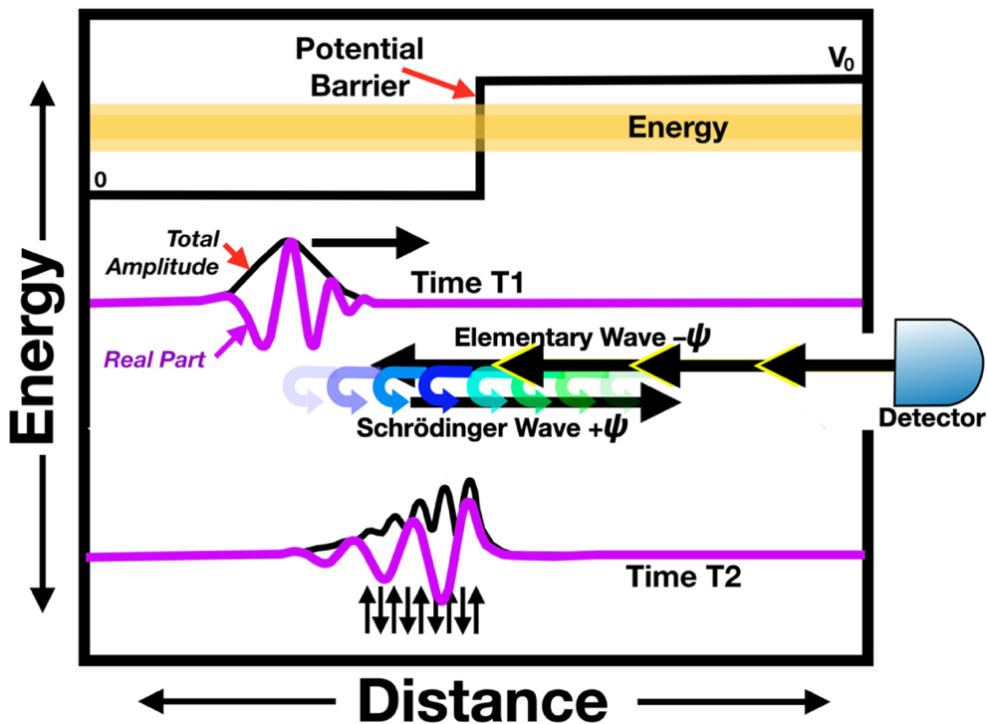 Potential
Barrier
V₀
Energy
0
Total
Amplitude
Time T1
Real Part
Elementary Wave –ψ
Schrödinger Wave +ψ
Detector
Time T2
Energy
Distance